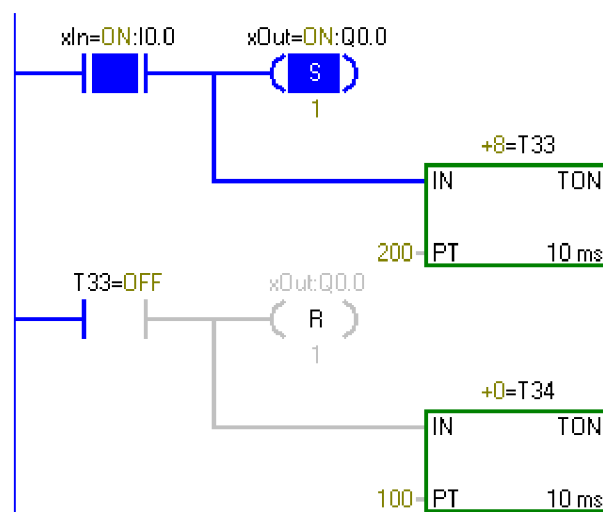 xIn=ON:I0.0 xOut=ON:Q0.0
S
1
+8=T33
IN TON
200 PT 10 ms
T33=OFF xOut:Q0.0
R
1
+0=T34
IN TON
100 PT 10 ms